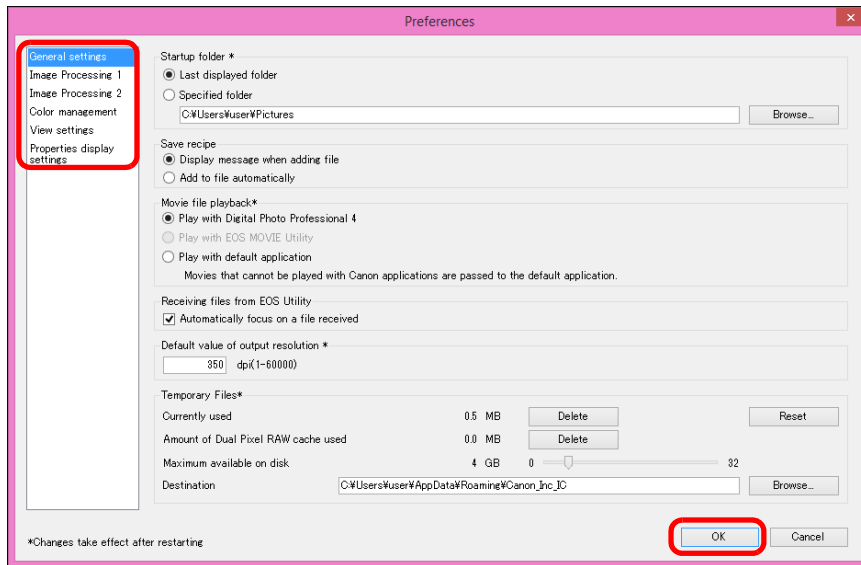 Preferences
General settings
Image Processing 1
Image Processing 2
Color management
View settings
Properties display
settings
Startup folder *
Last displayed folder
Specified folder
C:¥Users¥user¥Pictures
Browse...
Save recipe
Display message when adding file
Add to file automatically
Movie file playback*
Play with Digital Photo Professional 4
Play with EOS MOVIE Utility
Play with default application
Movies that cannot be played with Canon applications are passed to the default application.
Receiving files from EOS Utility
Automatically focus on a file received
Default value of output resolution *
350 dpi(1-60000)
Temporary Files*
Currently used 0.5 MB Delete Reset
Amount of Dual Pixel RAW cache used 0.0 MB Delete
Maximum available on disk 4 GB 0 32
Destination C:¥Users¥user¥AppData¥Roaming¥Canon_Inc_IC Browse...
*Changes take effect after restarting
OK Cancel